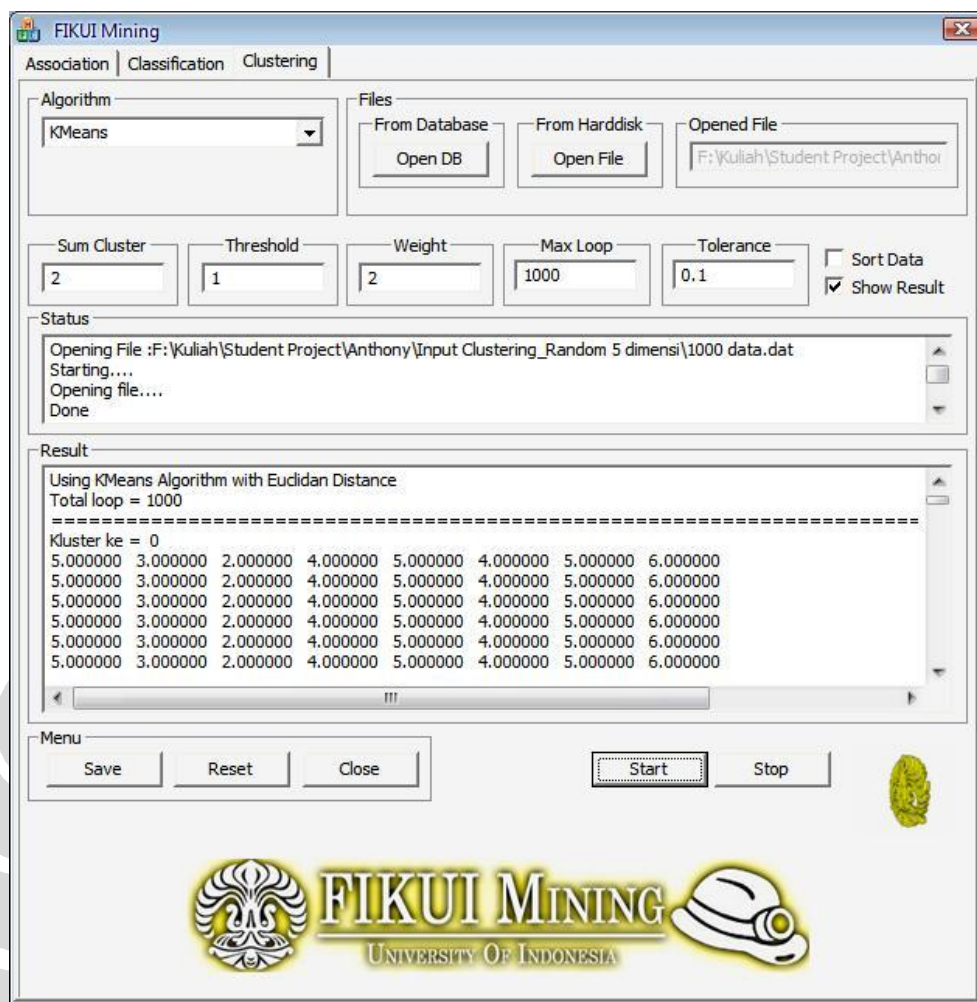 FIKUI Mining
Association Classification Clustering
Algorithm
KMeans
Files
From Database From Harddisk Opened File
Open DB Open File F:\Kuliah\Student Project\Anthor
Sum Cluster Threshold Weight Max Loop Tolerance
2 1 2 1000 0.1
Sort Data
Show Result
Status
Opening File :F:\Kuliah\Student Project\Anthony\Input Clustering_Random 5 dimensi\1000 data.dat
Starting....
Opening file....
Done
Result
Using KMeans Algorithm with Euclidan Distance
Total loop = 1000
======================================================================
Kluster ke = 0
5.000000 3.000000 2.000000 4.000000 5.000000 4.000000 5.000000 6.000000
5.000000 3.000000 2.000000 4.000000 5.000000 4.000000 5.000000 6.000000
5.000000 3.000000 2.000000 4.000000 5.000000 4.000000 5.000000 6.000000
5.000000 3.000000 2.000000 4.000000 5.000000 4.000000 5.000000 6.000000
5.000000 3.000000 2.000000 4.000000 5.000000 4.000000 5.000000 6.000000
5.000000 3.000000 2.000000 4.000000 5.000000 4.000000 5.000000 6.000000
Menu
Save Reset Close Start Stop
FIKUI MINING
UNIVERSITY OF INDONESIA